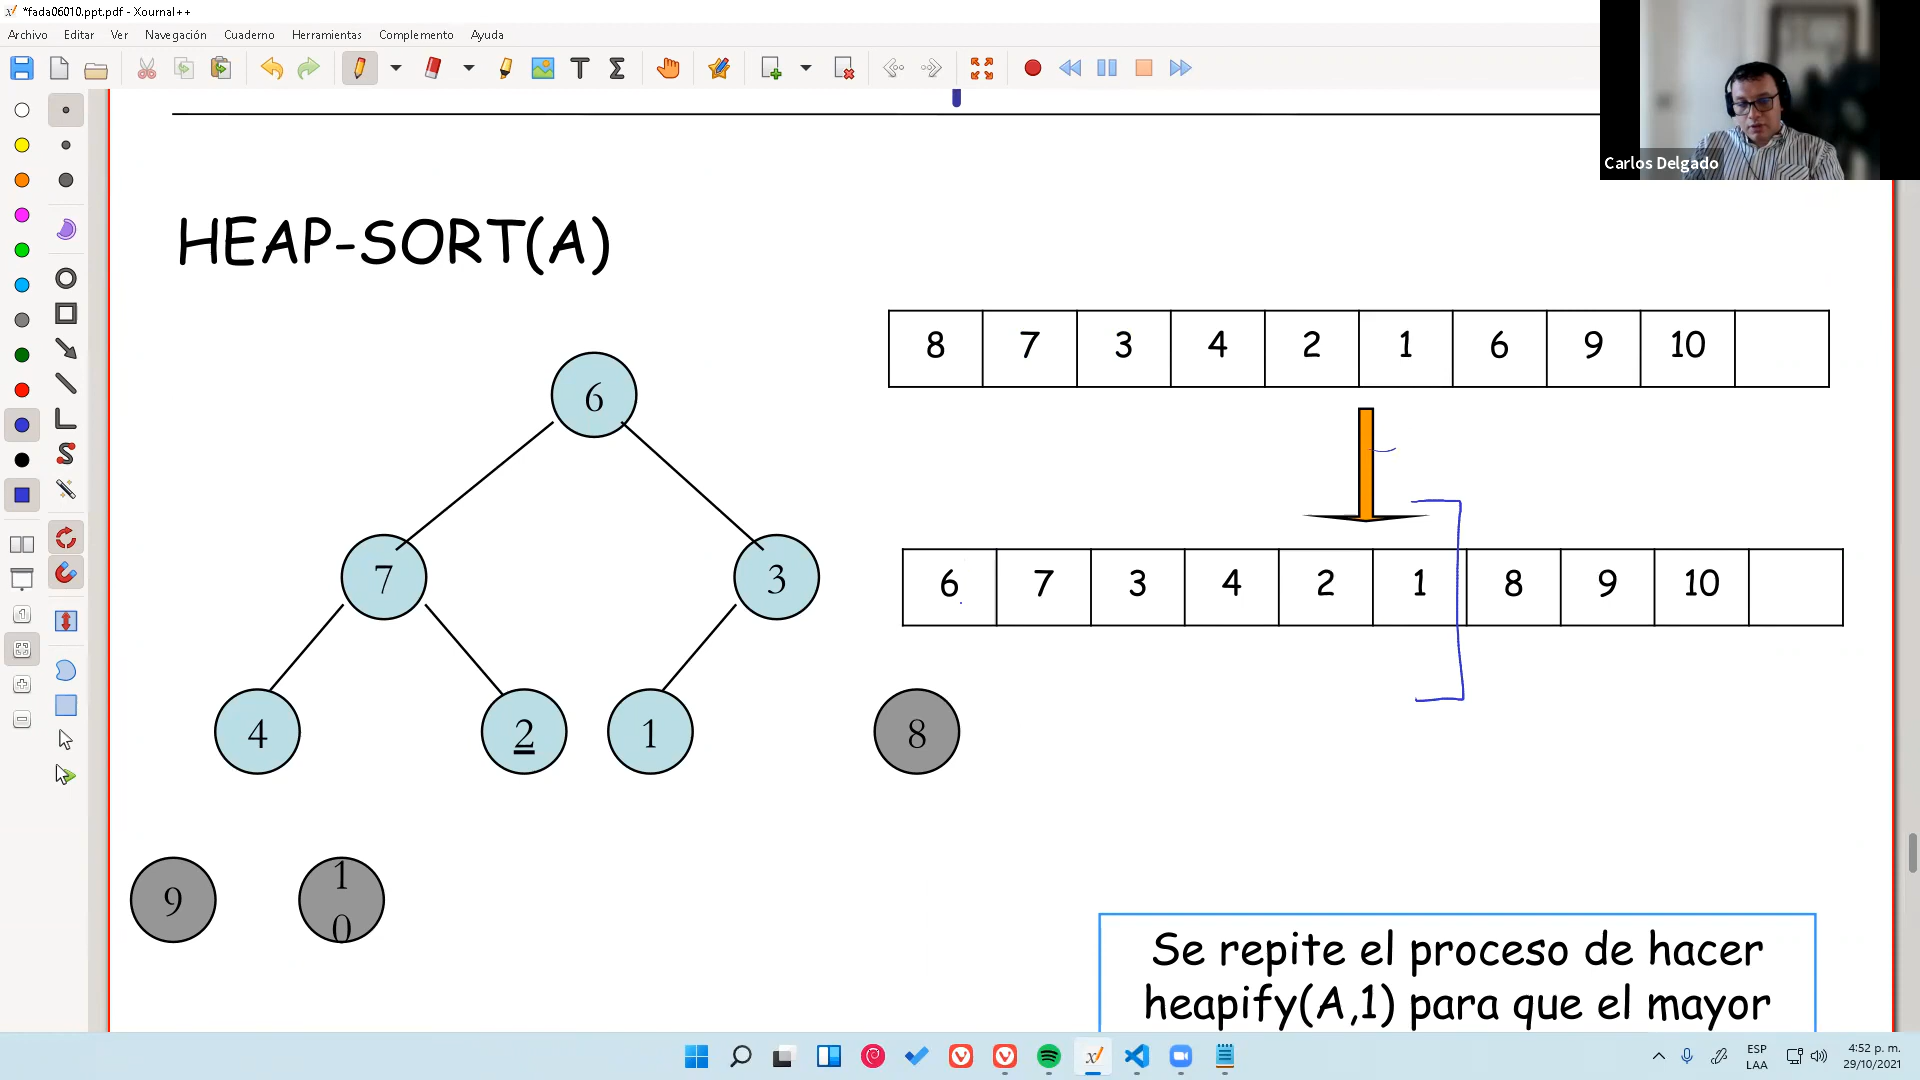 *fada06010.ppt.pdf - Xournal++
Archivo Editar Ver Navegación Cuaderno Herramientas Complemento Ayuda
Carlos Delgado
HEAP-SORT(A)
8 7 3 4 2 1 6 9 10
6
7 3
6 7 3 4 2 1 8 9 10
4 2 1 8
9 10
Se repite el proceso de hacer
heapify(A,1) para que el mayor
ESP
LAA
4:52 p. m.
29/10/2021